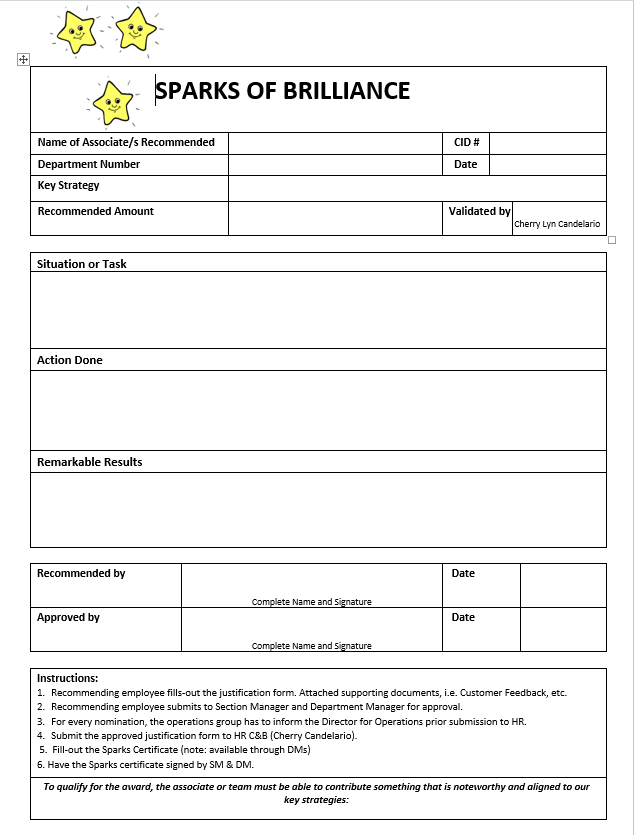 SPARKS OF BRILLIANCE
Name of Associate/s Recommended
CID #
Department Number
Date
Key Strategy
Recommended Amount
Validated by
Cherry Lyn Candelario
Situation or Task
Action Done
Remarkable Results
Recommended by
Complete Name and Signature
Date
Approved by
Complete Name and Signature
Date
Instructions:
1. Recommending employee fills-out the justification form. Attached supporting documents, i.e. Customer Feedback, etc.
2. Recommending employee submits to Section Manager and Department Manager for approval.
3. For every nomination, the operations group has to inform the Director for Operations prior submission to HR.
4. Submit the approved justification form to HR C&B (Cherry Candelario).
5. Fill-out the Sparks Certificate (note: available through DMs)
6. Have the Sparks certificate signed by SM & DM.
To qualify for the award, the associate or team must be able to contribute something that is noteworthy and aligned to our
key strategies: